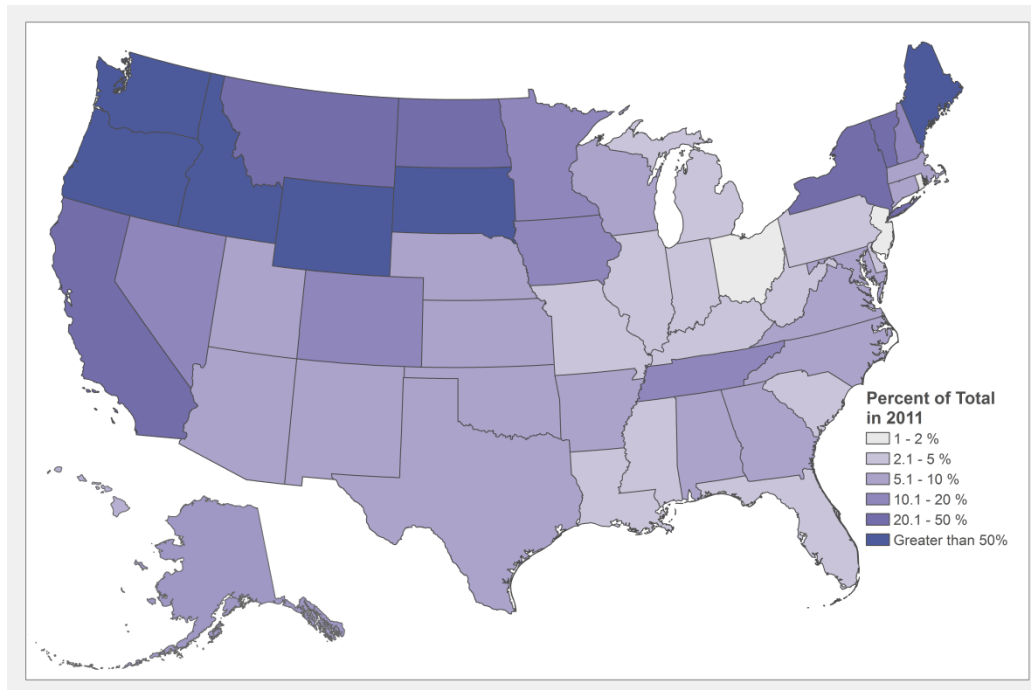 Percent of Total
in 2011
1 - 2 %
2.1 - 5 %
5.1 - 10 %
10.1 - 20 %
20.1 - 50 %
Greater than 50%